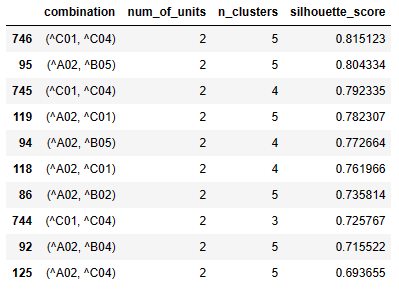 combination num_of_units n_clusters silhouette_score
746 (^C01, ^C04) 2 5 0.815123
95 (^A02, ^B05) 2 5 0.804334
745 (^C01, ^C04) 2 4 0.792335
119 (^A02, ^C01) 2 5 0.782307
94 (^A02, ^B05) 2 4 0.772664
118 (^A02, ^C01) 2 4 0.761966
86 (^A02, ^B02) 2 5 0.735814
744 (^C01, ^C04) 2 3 0.725767
92 (^A02, ^B04) 2 5 0.715522
125 (^A02, ^C04) 2 5 0.693655